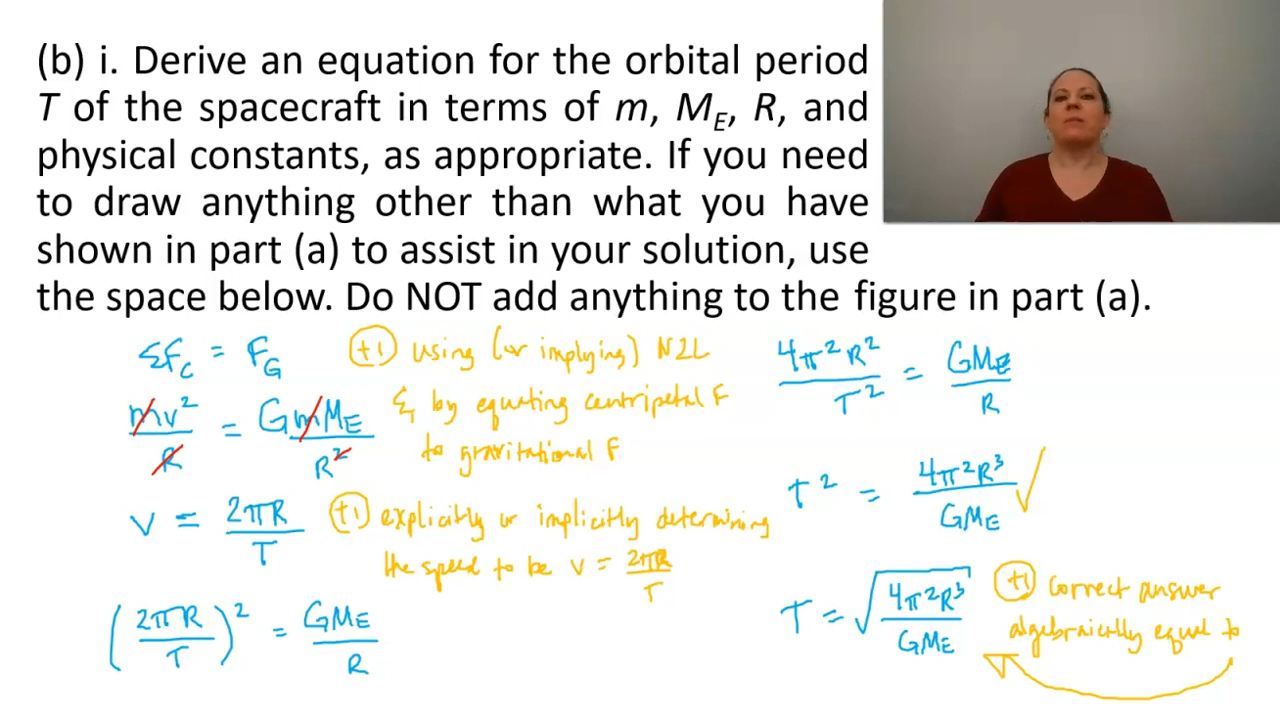 (b) i. Derive an equation for the orbital period
T of the spacecraft in terms of m, M_E, R, and
physical constants, as appropriate. If you need
to draw anything other than what you have
shown in part (a) to assist in your solution, use
the space below. Do NOT add anything to the figure in part (a).
ΣF_C = F_G
mv²/R = GmM_E/R²
+1 using (or implying) N2L
& by equating centripetal F
to gravitational F
v = 2πR/T
+1 explicitly or implicitly determining
the speed to be v = 2πR/T
(2πR/T)² = GM_E/R
4π²R²/T² = GM_E/R
T² = 4π²R³/GM_E ✓
T = √(4π²R³/GM_E)
+1 correct answer
algebraically equal to